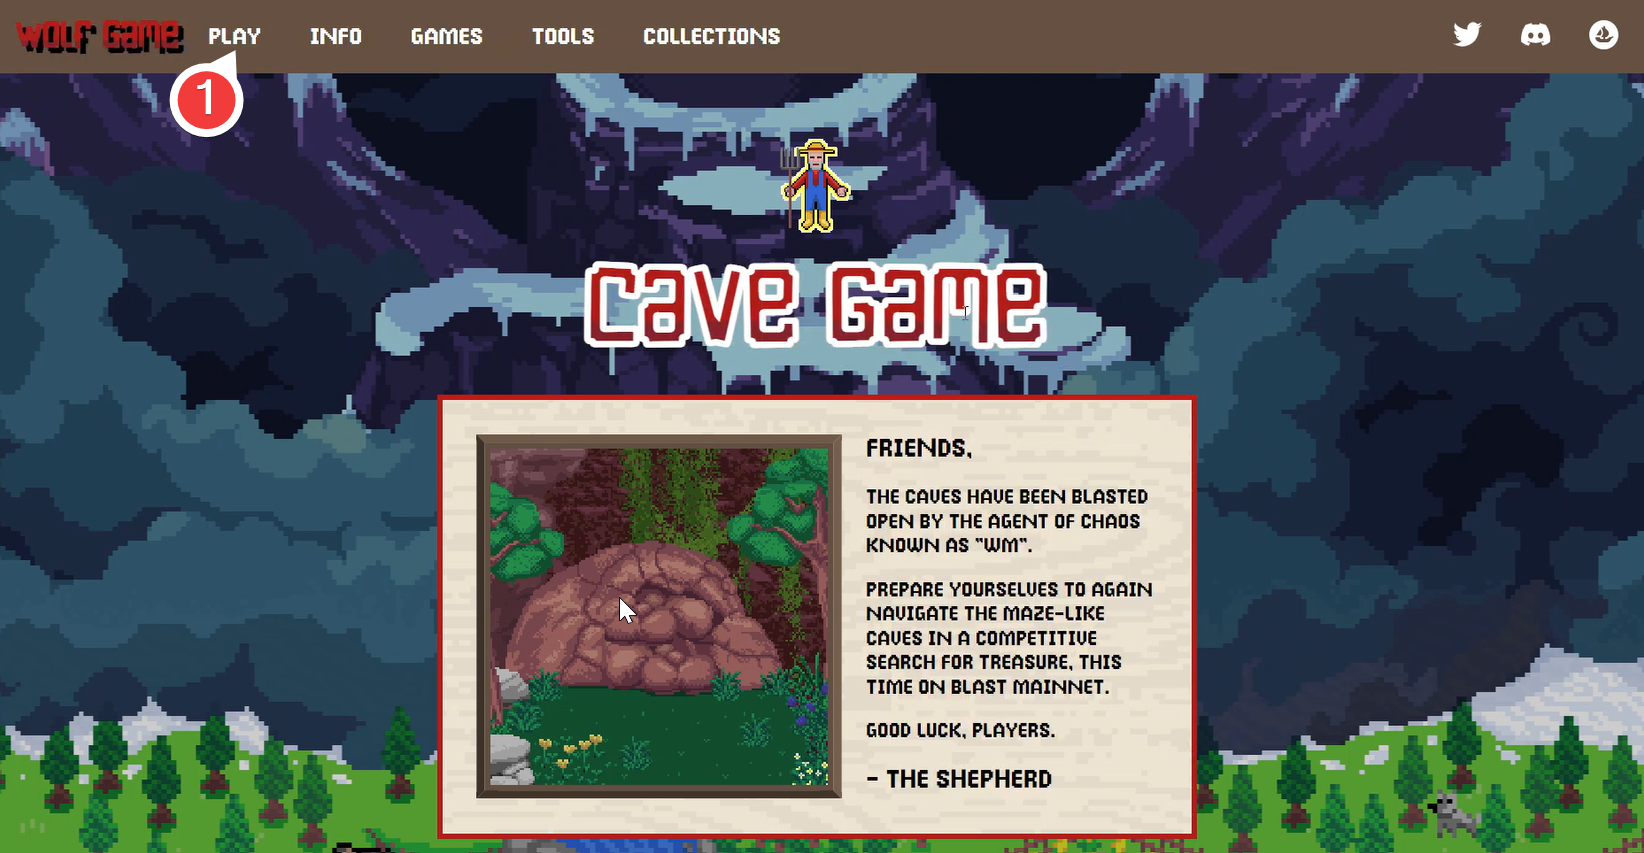 WOLF GAME
PLAY
INFO
GAMES
TOOLS
COLLECTIONS
1
CAVE GAME
FRIENDS,
THE CAVES HAVE BEEN BLASTED
OPEN BY THE AGENT OF CHAOS
KNOWN AS "WM".
PREPARE YOURSELVES TO AGAIN
NAVIGATE THE MAZE-LIKE
CAVES IN A COMPETITIVE
SEARCH FOR TREASURE, THIS
TIME ON BLAST MAINNET.
GOOD LUCK, PLAYERS.
- THE SHEPHERD